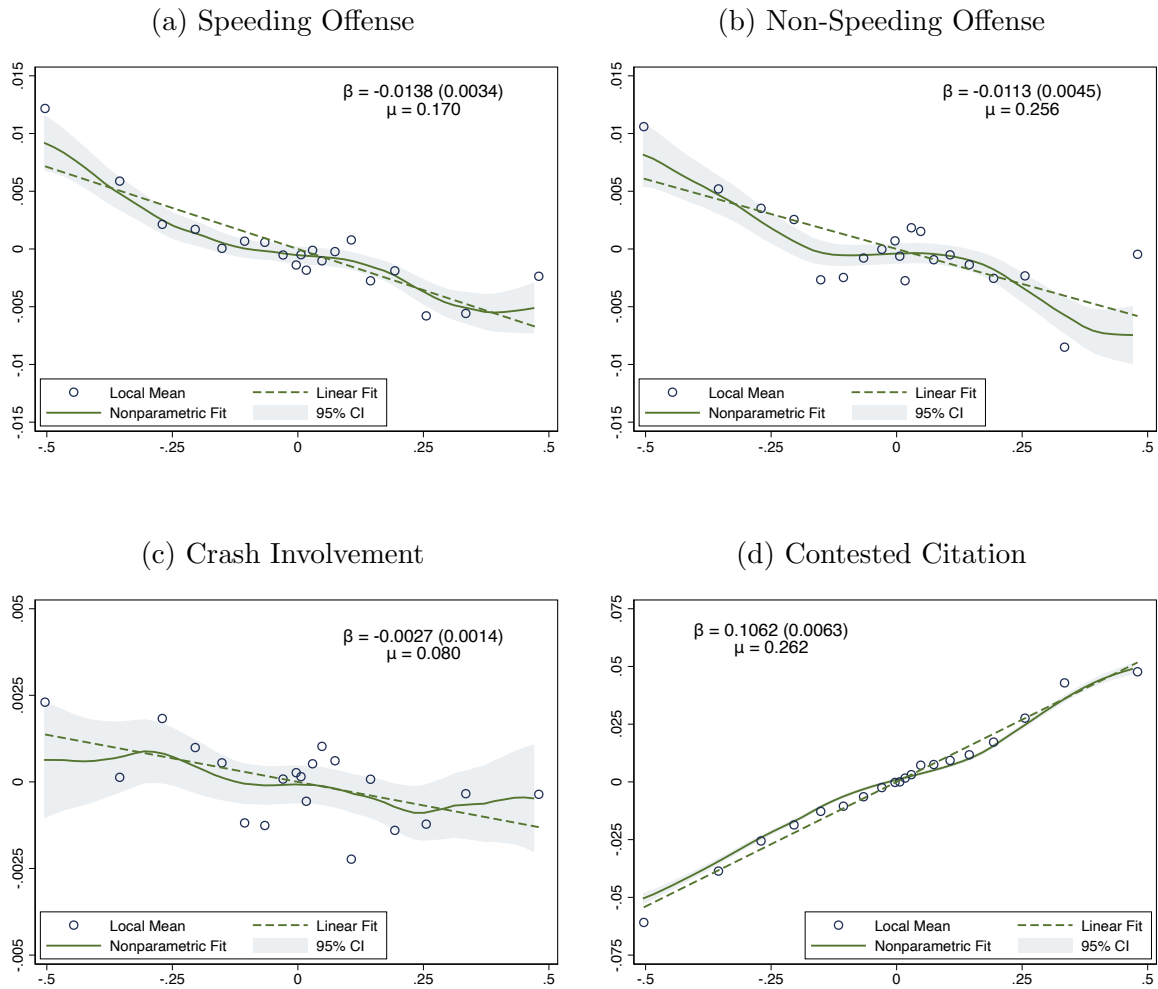 (a) Speeding Offense
.015
.01
.005
0
-.005
-.01
-.015
β = -0.0138 (0.0034)
μ = 0.170
Local Mean
Linear Fit
Nonparametric Fit
95% CI
-.5
-.25
0
.25
.5
(b) Non-Speeding Offense
.015
.01
.005
0
-.005
-.01
-.015
β = -0.0113 (0.0045)
μ = 0.256
Local Mean
Linear Fit
Nonparametric Fit
95% CI
-.5
-.25
0
.25
.5
(c) Crash Involvement
.005
.0025
0
-.0025
-.005
β = -0.0027 (0.0014)
μ = 0.080
Local Mean
Linear Fit
Nonparametric Fit
95% CI
-.5
-.25
0
.25
.5
(d) Contested Citation
.075
.05
.025
0
-.025
-.05
-.075
β = 0.1062 (0.0063)
μ = 0.262
Local Mean
Linear Fit
Nonparametric Fit
95% CI
-.5
-.25
0
.25
.5